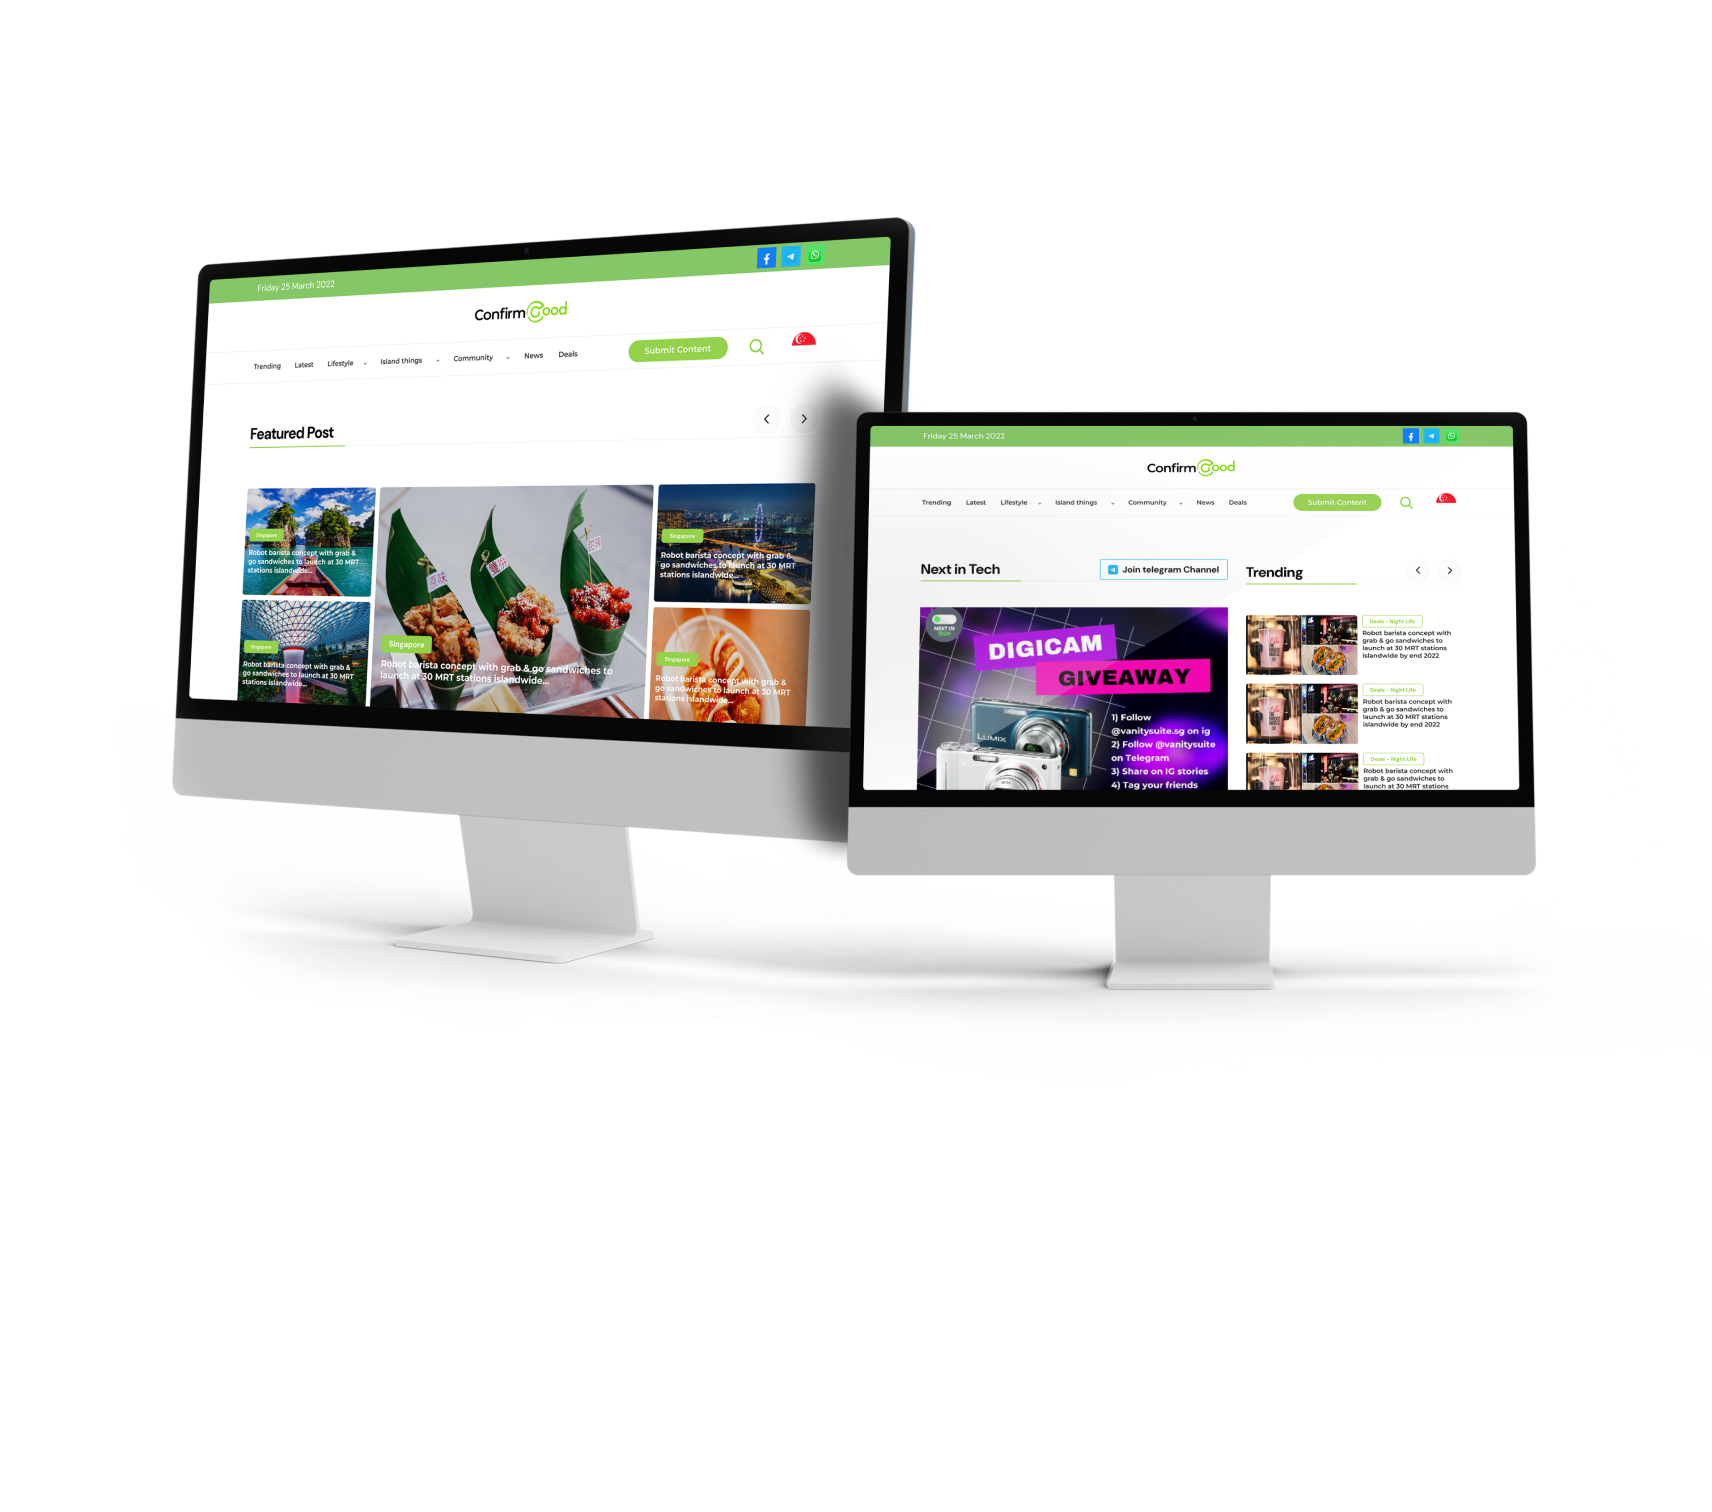 Friday 25 March 2022
ConfirmGood
Trending
Latest
Lifestyle
Island things
Community
News
Deals
Submit Content
Featured Post
Singapore
Robot barista concept with grab &
go sandwiches to launch at 30 MRT
stations islandwide...
Singapore
Robot barista concept with grab &
go sandwiches to launch at 30 MRT
stations islandwide...
原味
Singapore
Robot barista concept with grab & go sandwiches to
launch at 30 MRT stations islandwide...
Singapore
Robot barista concept with grab &
go sandwiches to launch at 30 MRT
stations islandwide...
Singapore
Robot barista concept with grab &
go sandwiches to launch at 30 MRT
stations islandwide...
Friday 25 March 2022
ConfirmGood
Trending
Latest
Lifestyle
Island things
Community
News
Deals
Submit Content
Next in Tech
Join telegram Channel
NEXT IN
TECH
DIGICAM
GIVEAWAY
LUMIX
1) Follow
@vanitysuite.sg on ig
2) Follow @vanitysuite
on Telegram
3) Share on IG stories
4) Tag your friends
Trending
Deals - Night Life
Robot barista concept with
grab & go sandwiches to
launch at 30 MRT stations
islandwide by end 2022
Deals - Night Life
Robot barista concept with
grab & go sandwiches to
launch at 30 MRT stations
islandwide by end 2022
Deals - Night Life
Robot barista concept with
grab & go sandwiches to
launch at 30 MRT stations